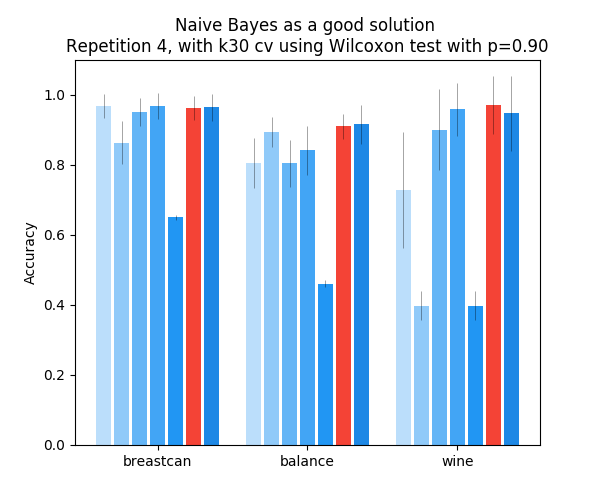 Naive Bayes as a good solution
Repetition 4, with k30 cv using Wilcoxon test with p=0.90
1.0
0.8
0.6
0.4
0.2
0.0
Accuracy
breastcan
balance
wine